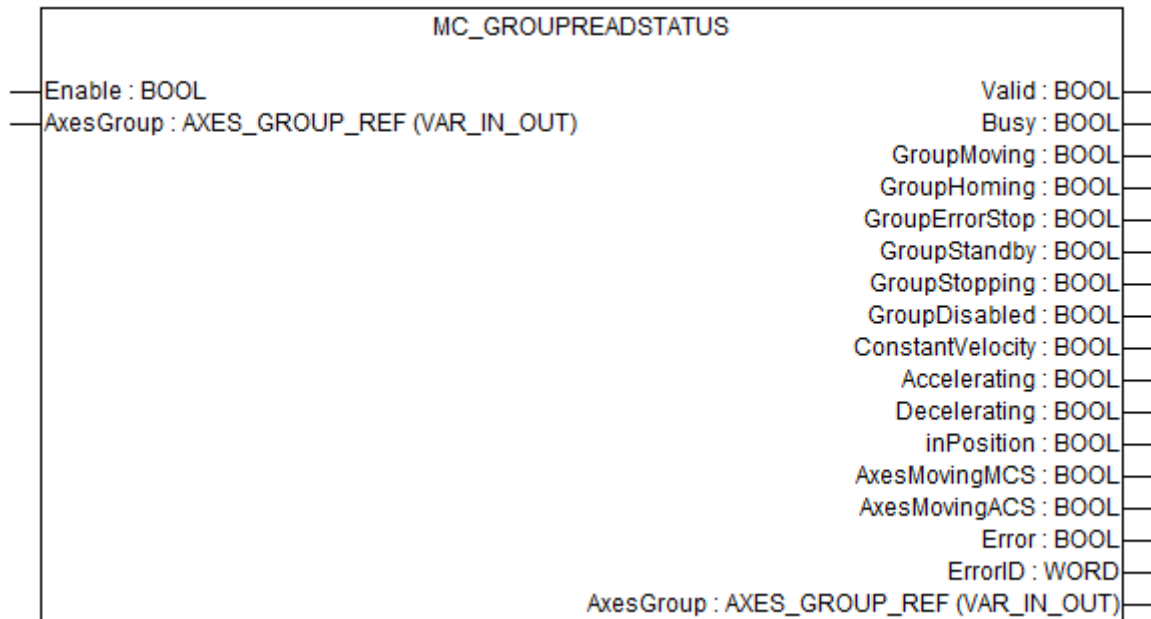 MC_GROUPREADSTATUS
Enable : BOOL Valid : BOOL
AxesGroup : AXES_GROUP_REF (VAR_IN_OUT) Busy : BOOL
GroupMoving : BOOL
GroupHoming : BOOL
GroupErrorStop : BOOL
GroupStandby : BOOL
GroupStopping : BOOL
GroupDisabled : BOOL
ConstantVelocity : BOOL
Accelerating : BOOL
Decelerating : BOOL
inPosition : BOOL
AxesMovingMCS : BOOL
AxesMovingACS : BOOL
Error : BOOL
ErrorID : WORD
AxesGroup : AXES_GROUP_REF (VAR_IN_OUT)